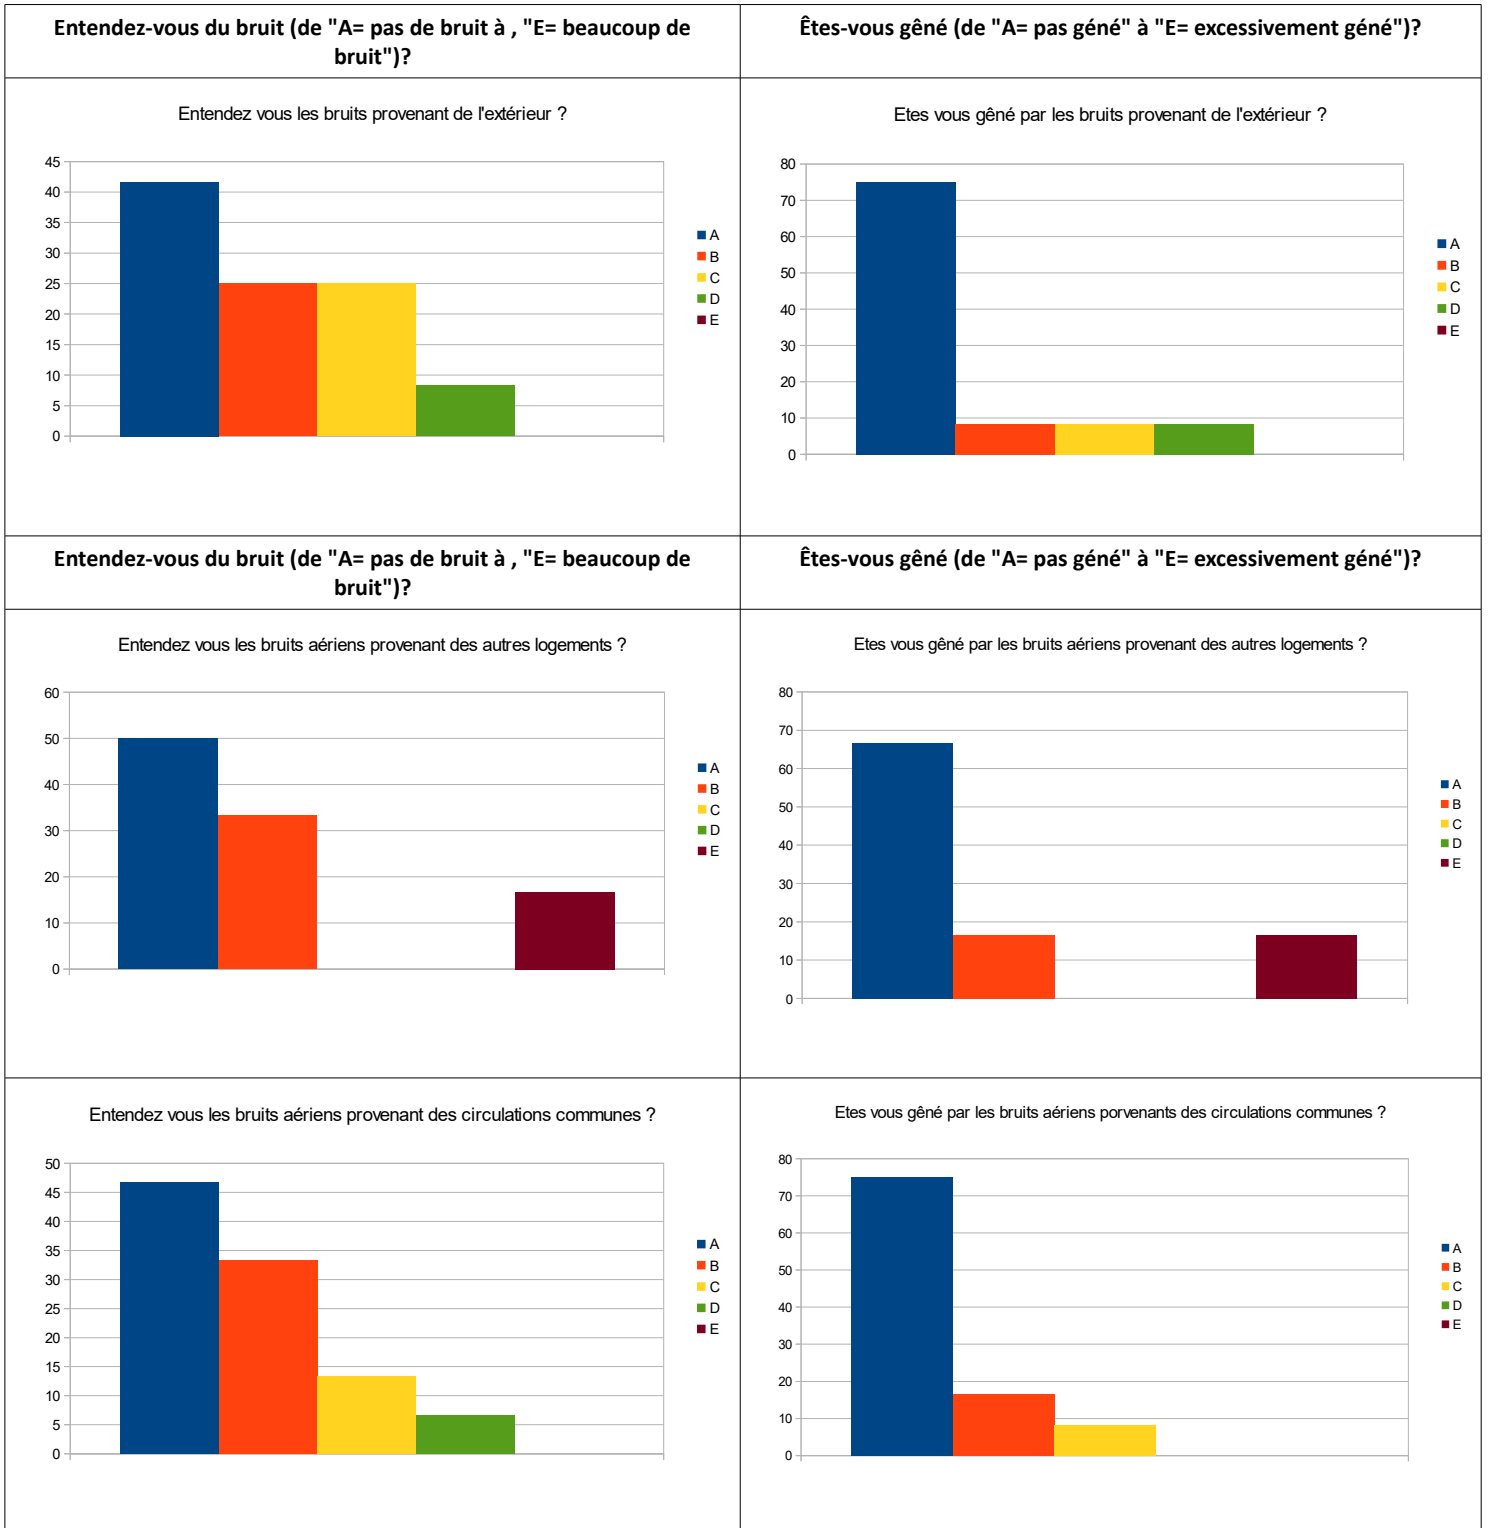 Entendez-vous du bruit (de "A= pas de bruit à , "E= beaucoup de
bruit")?
Êtes-vous gêné (de "A= pas géné" à "E= excessivement géné")?
Entendez vous les bruits provenant de l'extérieur ?
45
40
35
30
25
20
15
10
5
0
A
B
C
D
E
Etes vous gêné par les bruits provenant de l'extérieur ?
80
70
60
50
40
30
20
10
0
A
B
C
D
E
Entendez-vous du bruit (de "A= pas de bruit à , "E= beaucoup de
bruit")?
Êtes-vous gêné (de "A= pas géné" à "E= excessivement géné")?
Entendez vous les bruits aériens provenant des autres logements ?
60
50
40
30
20
10
0
A
B
C
D
E
Etes vous gêné par les bruits aériens provenant des autres logements ?
80
70
60
50
40
30
20
10
0
A
B
C
D
E
Entendez vous les bruits aériens provenant des circulations communes ?
50
45
40
35
30
25
20
15
10
5
0
A
B
C
D
E
Etes vous gêné par les bruits aériens porvenants des circulations communes ?
80
70
60
50
40
30
20
10
0
A
B
C
D
E